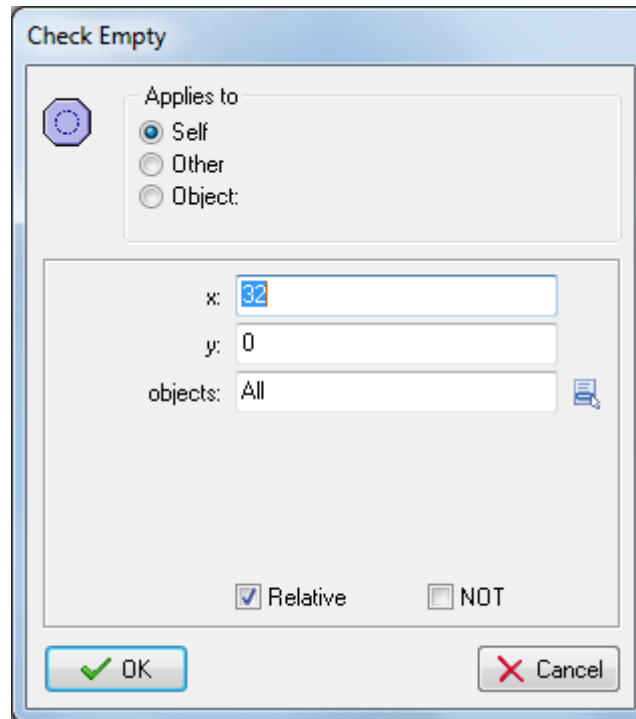 Check Empty
Applies to
Self
Other
Object:
x: 32
y: 0
objects: All
Relative NOT
OK Cancel